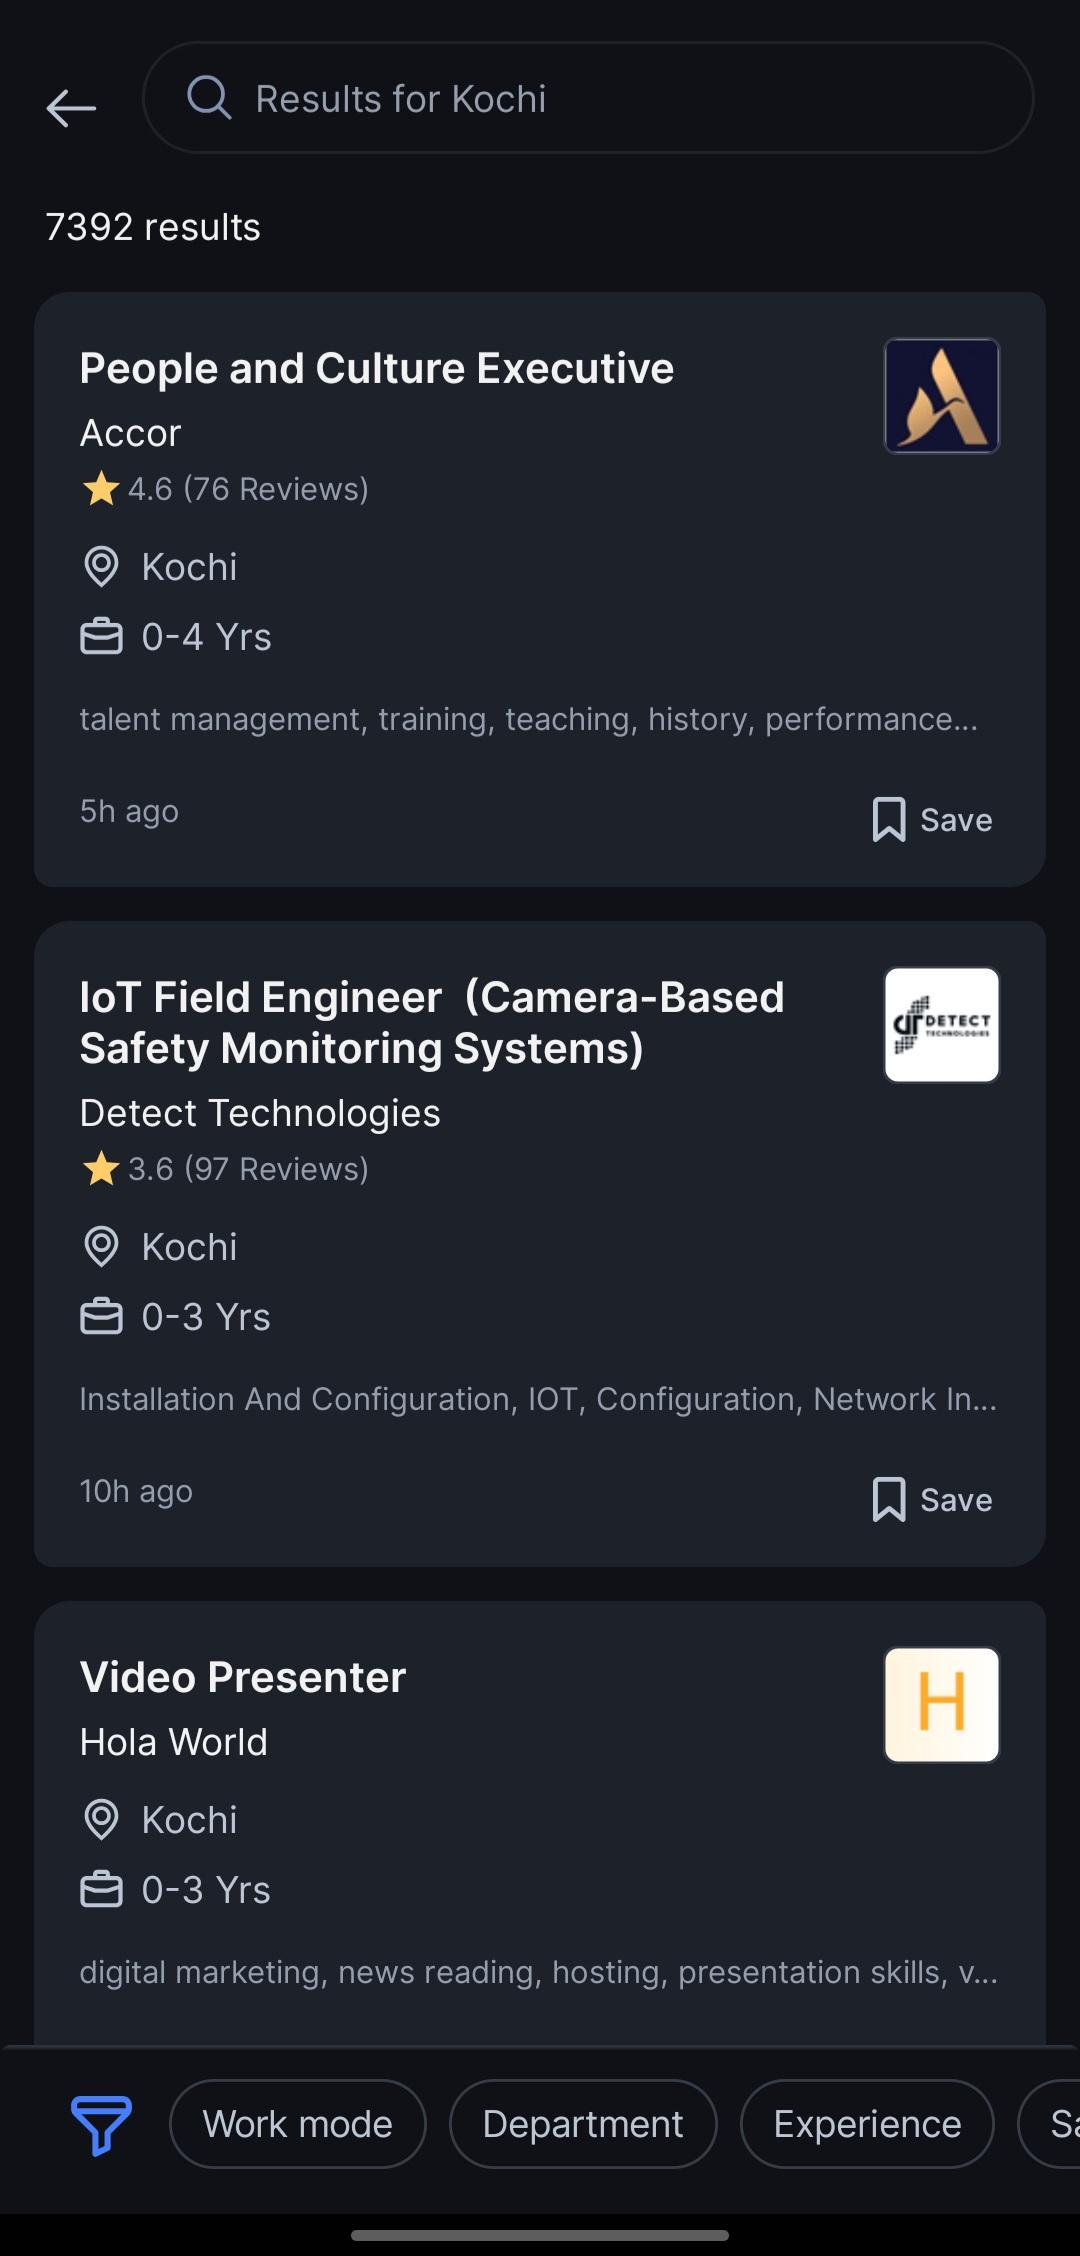 Results for Kochi
7392 results
People and Culture Executive
Accor
4.6 (76 Reviews)
Kochi
0-4 Yrs
talent management, training, teaching, history, performance...
5h ago
Save
IoT Field Engineer  (Camera-Based
Safety Monitoring Systems)
DETECT
TECHNOLOGIES
Detect Technologies
3.6 (97 Reviews)
Kochi
0-3 Yrs
Installation And Configuration, IOT, Configuration, Network In...
10h ago
Save
Video Presenter
H
Hola World
Kochi
0-3 Yrs
digital marketing, news reading, hosting, presentation skills, v...
Work mode
Department
Experience
Sa